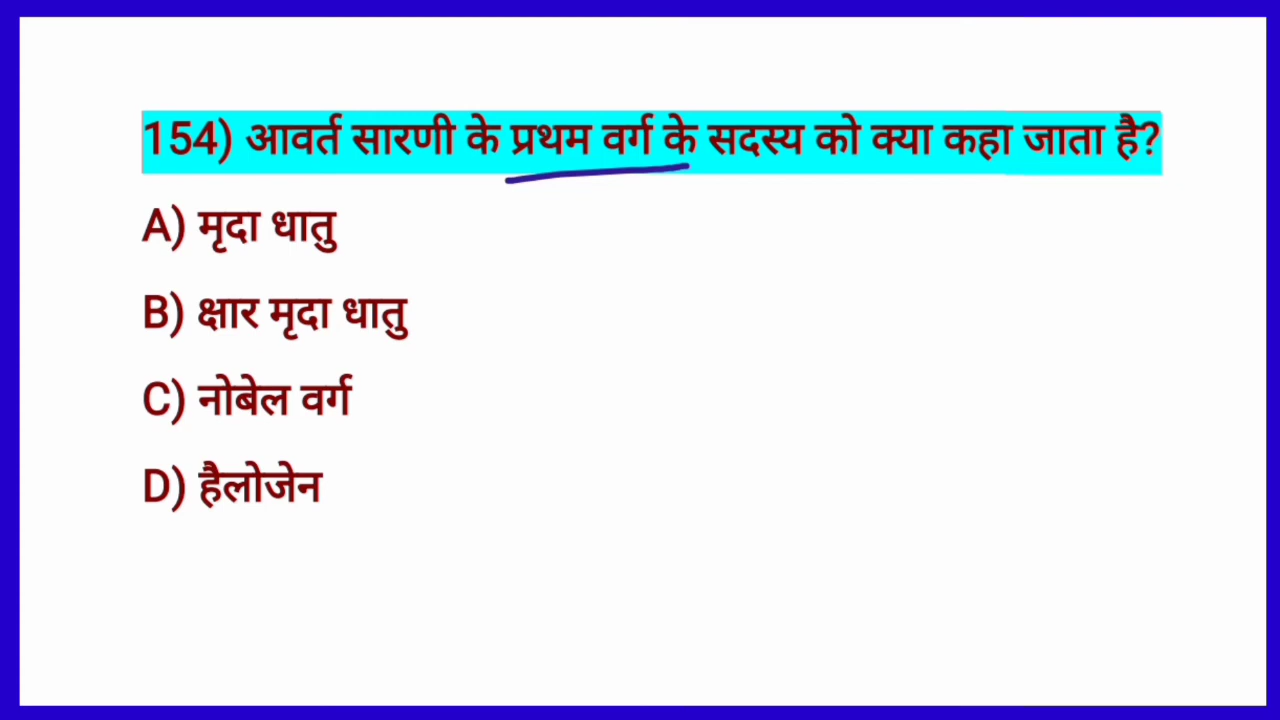 154) आवर्त सारणी के प्रथम वर्ग के सदस्य को क्या कहा जाता है?
A) मृदा धातु
B) क्षार मृदा धातु
C) नोबेल वर्ग
D) हैलोजेन